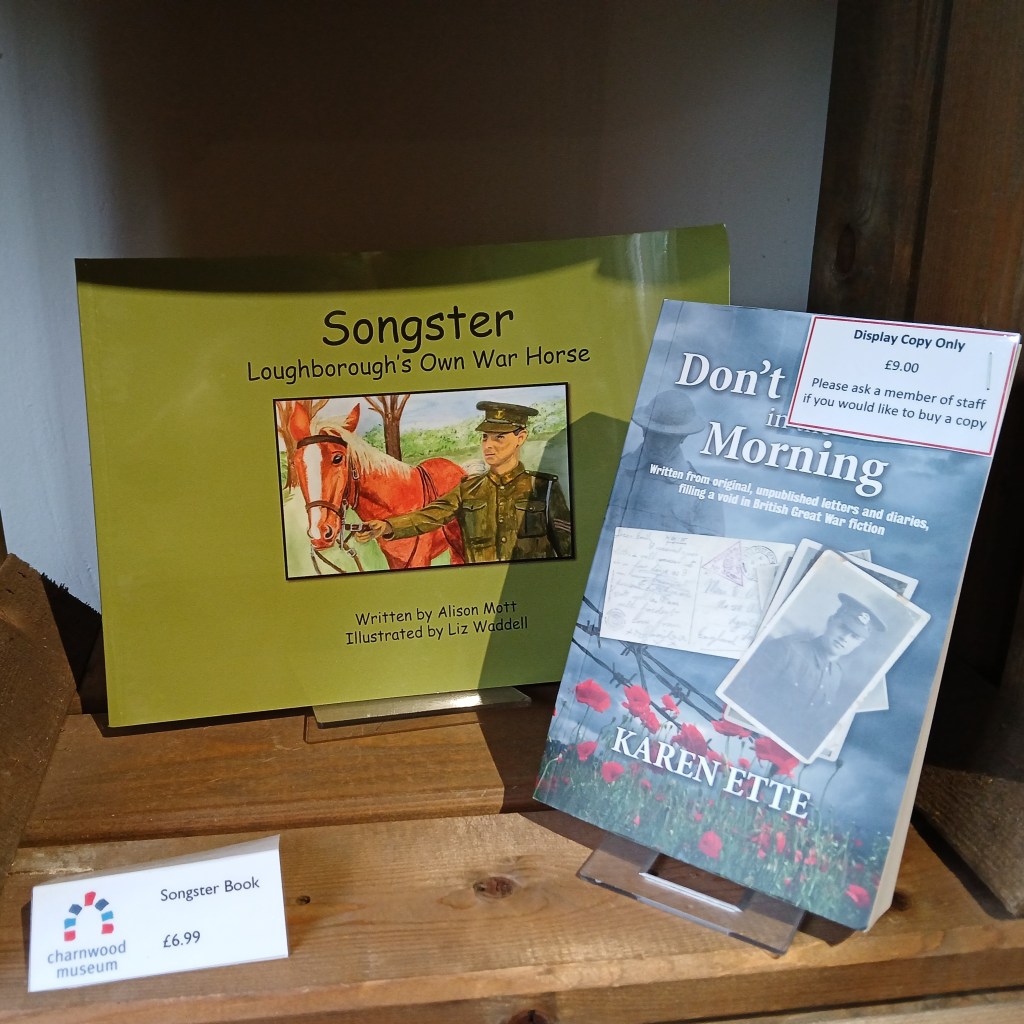 Songster
Loughborough's Own War Horse
Written by Alison Mott
Illustrated by Liz Waddell
Display Copy Only
£9.00
Please ask a member of staff
if you would like to buy a copy
Don't
in
Morning
Written from original, unpublished letters and diaries,
filling a void in British Great War fiction
KAREN ETTE
Songster Book
£6.99
charnwood
museum